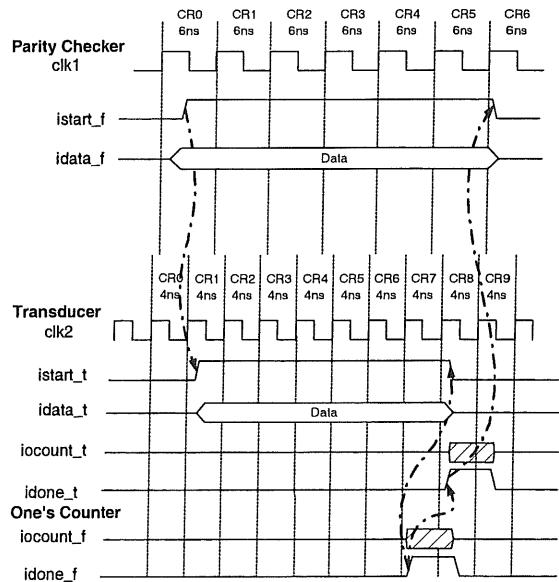 CR0 CR1 CR2 CR3 CR4 CR5 CR6
6ns 6ns 6ns 6ns 6ns 6ns 6ns
Parity Checker
clk1
istart_f
idata_f
Data
CR0 CR1 CR2 CR3 CR4 CR5 CR6 CR7 CR8 CR9
4ns 4ns 4ns 4ns 4ns 4ns 4ns 4ns 4ns 4ns
Transducer
clk2
istart_t
idata_t
Data
iocount_t
idone_t
One's Counter
iocount_f
idone_f